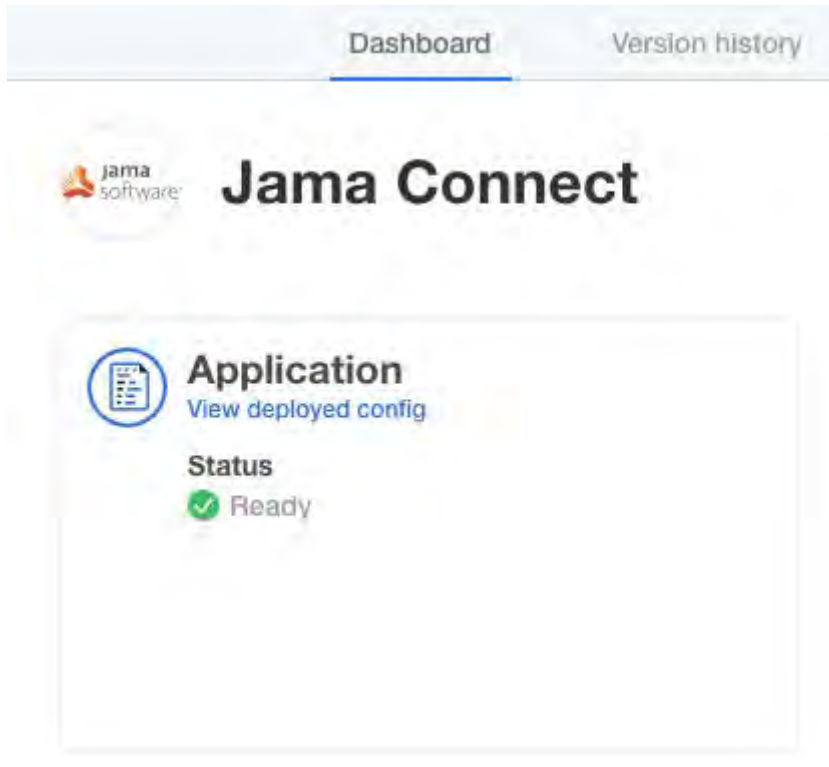 Dashboard Version history
jama
software
Jama Connect
Application
View deployed config
Status
Ready